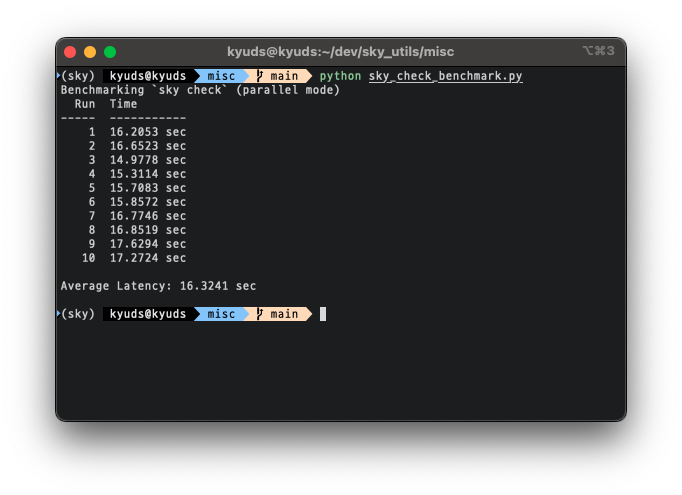 kyuds@kyuds:~/dev/sky_utils/misc ⌥⌘3
(sky) kyuds@kyuds misc main python sky_check_benchmark.py
Benchmarking `sky check` (parallel mode)
Run Time
----- -----------
1 16.2053 sec
2 16.6523 sec
3 14.9778 sec
4 15.3114 sec
5 15.7083 sec
6 15.8572 sec
7 16.7746 sec
8 16.8519 sec
9 17.6294 sec
10 17.2724 sec
Average Latency: 16.3241 sec
(sky) kyuds@kyuds misc main